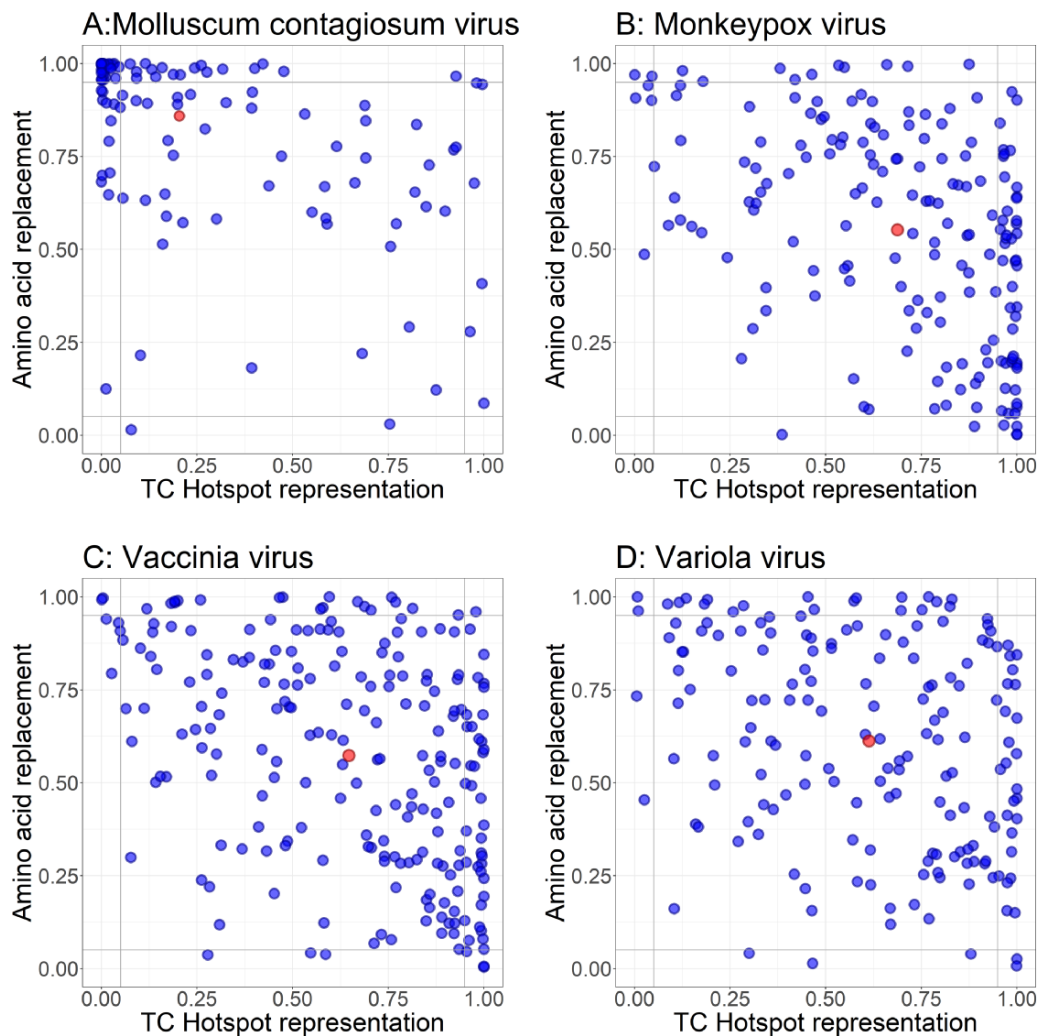 A:Molluscum contagiosum virus
Amino acid replacement
1.00
0.75
0.50
0.25
0.00
0.00 0.25 0.50 0.75 1.00
TC Hotspot representation
B: Monkeypox virus
Amino acid replacement
1.00
0.75
0.50
0.25
0.00
0.00 0.25 0.50 0.75 1.00
TC Hotspot representation
C: Vaccinia virus
Amino acid replacement
1.00
0.75
0.50
0.25
0.00
0.00 0.25 0.50 0.75 1.00
TC Hotspot representation
D: Variola virus
Amino acid replacement
1.00
0.75
0.50
0.25
0.00
0.00 0.25 0.50 0.75 1.00
TC Hotspot representation